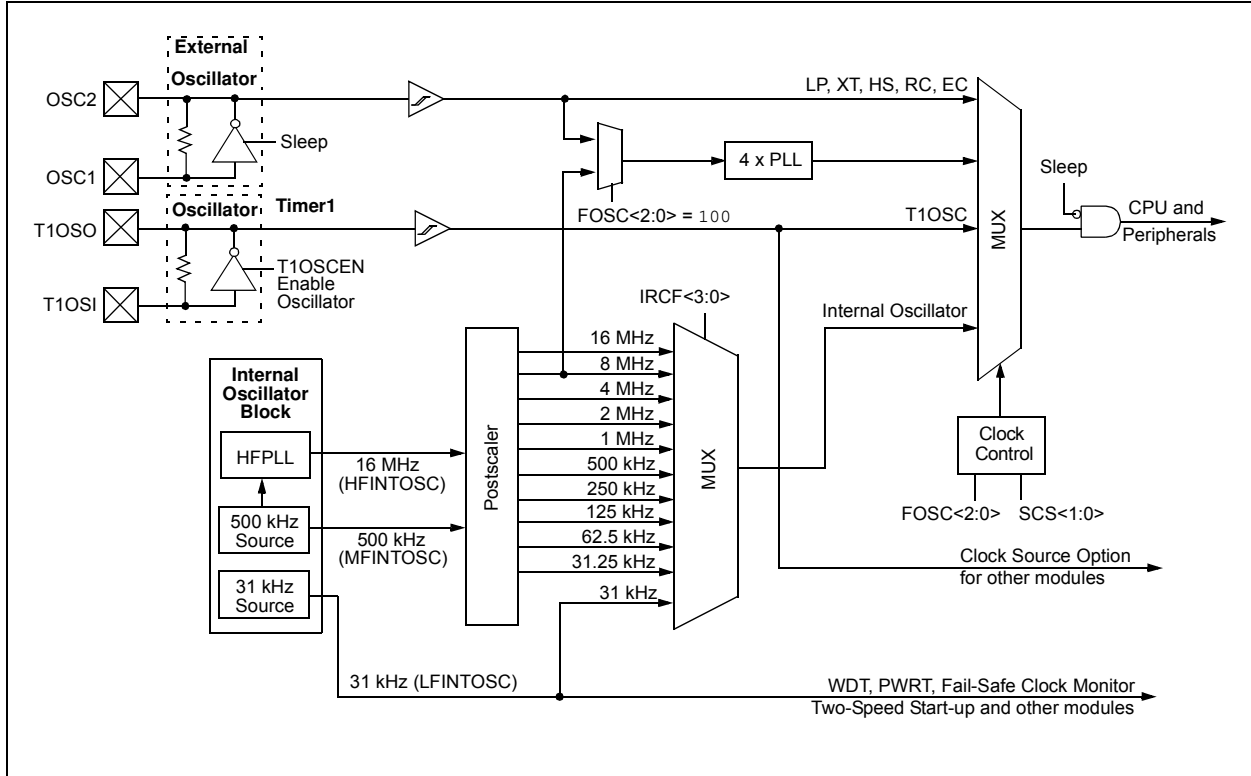 External
Oscillator
OSC2
OSC1
Sleep
LP, XT, HS, RC, EC
4 x PLL
FOSC<2:0> = 100
Sleep
MUX
CPU and
Peripherals
Oscillator
Timer1
T1OSO
T1OSI
T1OSCEN
Enable
Oscillator
T1OSC
IRCF<3:0>
Internal Oscillator
Internal
Oscillator
Block
HFPLL
500 kHz
Source
31 kHz
Source
16 MHz
(HFINTOSC)
500 kHz
(MFINTOSC)
Postscaler
16 MHz
8 MHz
4 MHz
2 MHz
1 MHz
500 kHz
250 kHz
125 kHz
62.5 kHz
31.25 kHz
31 kHz
MUX
Clock
Control
FOSC<2:0>
SCS<1:0>
Clock Source Option
for other modules
31 kHz (LFINTOSC)
WDT, PWRT, Fail-Safe Clock Monitor
Two-Speed Start-up and other modules